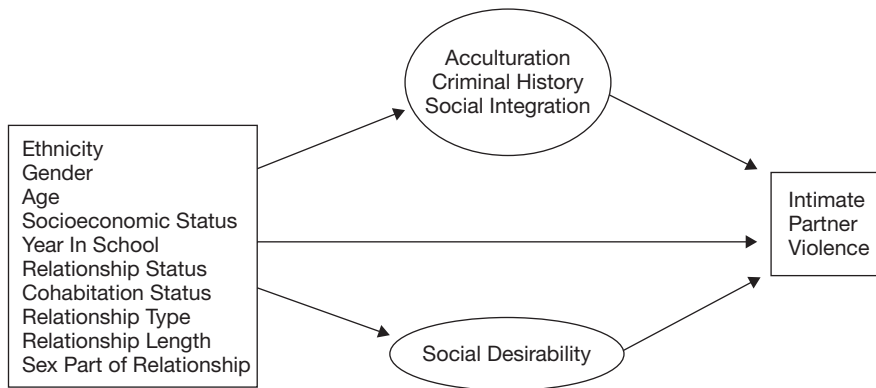 Acculturation
Criminal History
Social Integration
Ethnicity
Gender
Age
Socioeconomic Status
Year In School
Relationship Status
Cohabitation Status
Relationship Type
Relationship Length
Sex Part of Relationship
Intimate
Partner
Violence
Social Desirability